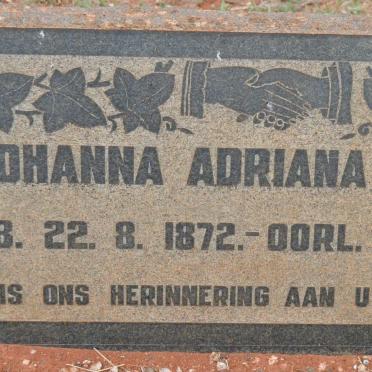 OHANNA ADRIANA
B. 22. 8. 1872.-OORL.
IS ONS HERINNERING AAN U